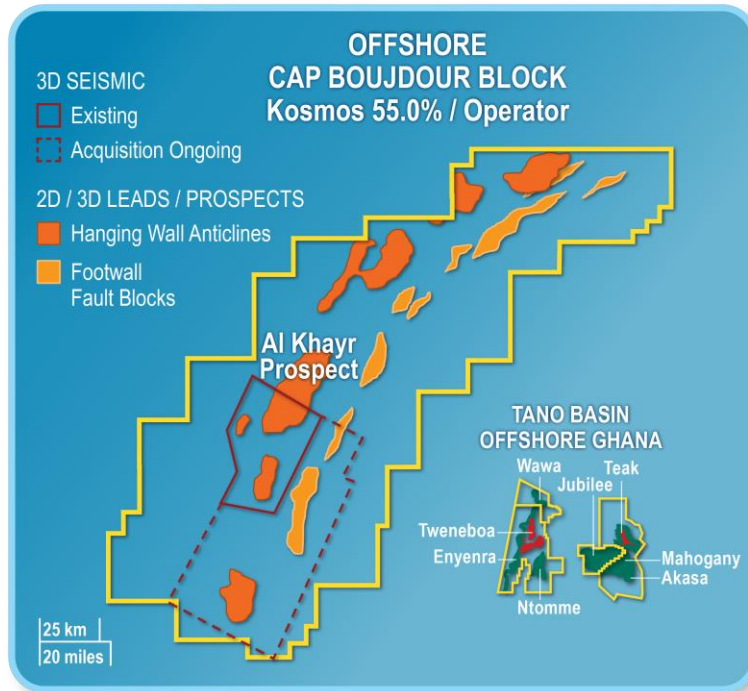 OFFSHORE
CAP BOUJDOUR BLOCK
Kosmos 55.0% / Operator
3D SEISMIC
Existing
Acquisition Ongoing
2D / 3D LEADS / PROSPECTS
Hanging Wall Anticlines
Footwall
Fault Blocks
Al Khayr
Prospect
TANO BASIN
OFFSHORE GHANA
Wawa
Teak
Jubilee
Tweneboa
Enyenra
Mahogany
Akasa
Ntomme
25 km
20 miles